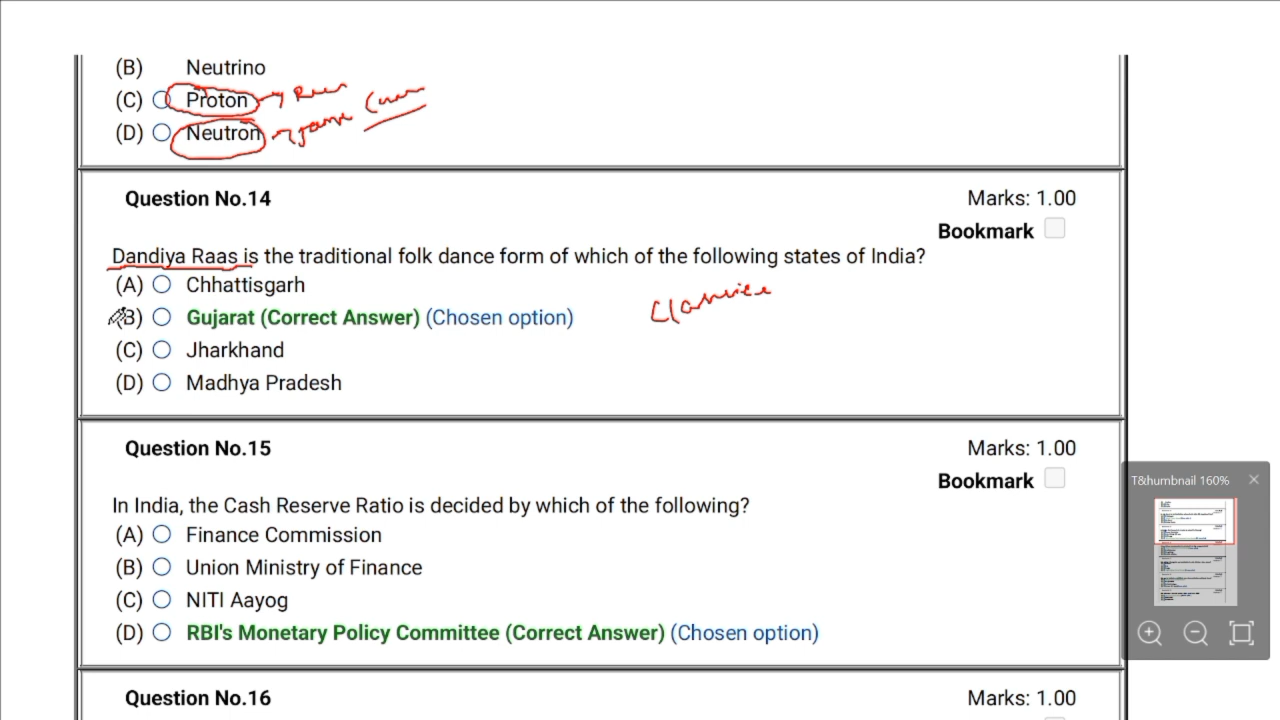 (B) Neutrino
(C) Proton
(D) Neutron
Question No.14 Marks: 1.00
Bookmark
Dandiya Raas is the traditional folk dance form of which of the following states of India?
(A) Chhattisgarh
B) Gujarat (Correct Answer) (Chosen option)
(C) Jharkhand
(D) Madhya Pradesh
Question No.15 Marks: 1.00
Bookmark
In India, the Cash Reserve Ratio is decided by which of the following?
(A) Finance Commission
(B) Union Ministry of Finance
(C) NITI Aayog
(D) RBI's Monetary Policy Committee (Correct Answer) (Chosen option)
T&humbnail 160%
Question No.16 Marks: 1.00